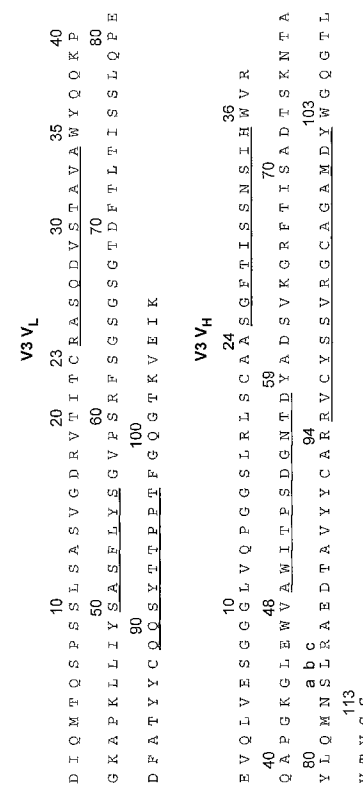 V3 VL
10 20 23 30 35 40
D I Q M T Q S P S S L S A S V G D R V T I T C R A S Q D V S T A V A W Y Q Q K P
50 60 70 80
G K A P K L L I Y S A S F L Y S G V P S R F S G S G S G T D F T L T I S S L Q P E
90 100
D F A T Y Y C Q Q S Y T T P P T F G Q G T K V E I K
V3 VH
10 24 36
E V Q L V E S G G G L V Q P G G S L R L S C A A S G F T I S S N S I H W V R
40 48 59 70
Q A P G K G L E W V A W I T P S D G N T D Y A D S V K G R F T I S A D T S K N T A
80 a b c 94 103
Y L Q M N S L R A E D T A V Y Y C A R R V C Y S S V R G C A G A M D Y W G Q G T L
113